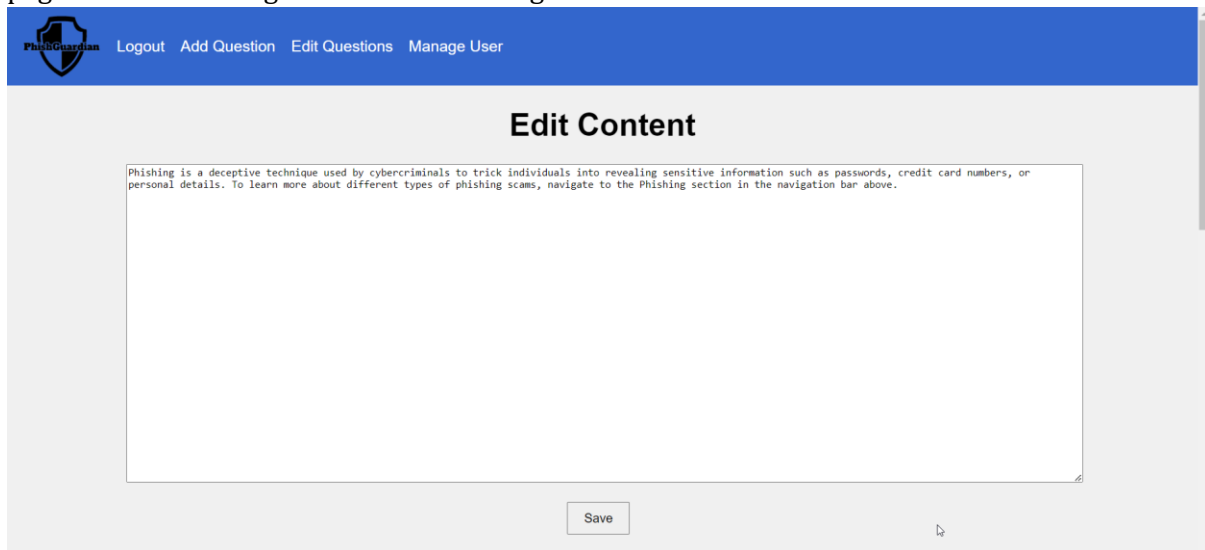 PhishGuardian Logout Add Question Edit Questions Manage User
Edit Content
Phishing is a deceptive technique used by cybercriminals to trick individuals into revealing sensitive information such as passwords, credit card numbers, or
personal details. To learn more about different types of phishing scams, navigate to the Phishing section in the navigation bar above.
Save